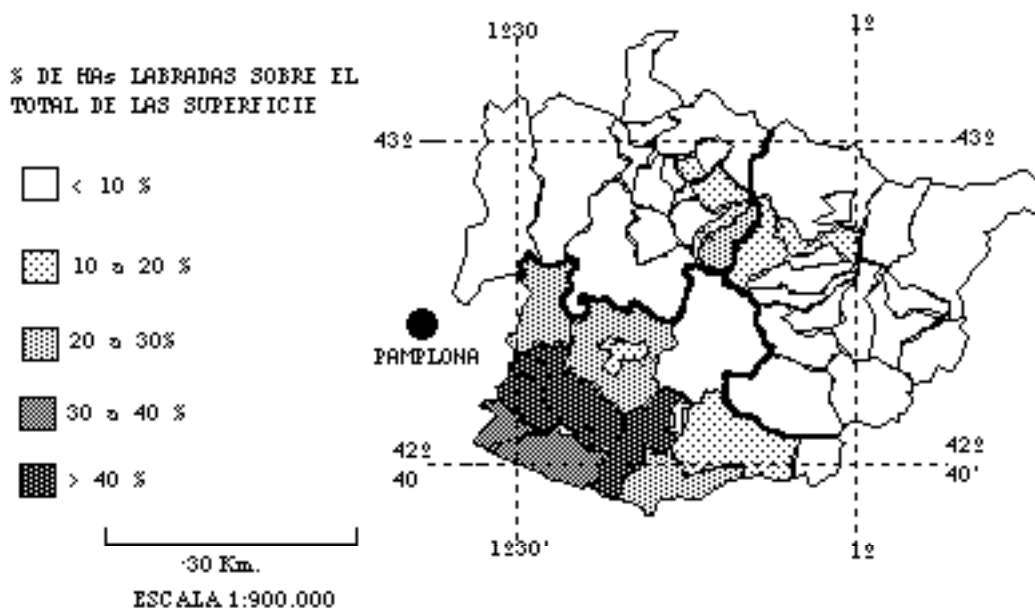 % DE HAs LABRADAS SOBRE EL
TOTAL DE LAS SUPERFICIE
< 10 %
10 a 20 %
20 a 30%
30 a 40 %
> 40 %
30 Km.
ESCALA 1:900.000
PAMPLONA
1º30
1º
43º
43º
42º
40
42º
40'
1º30'
1º